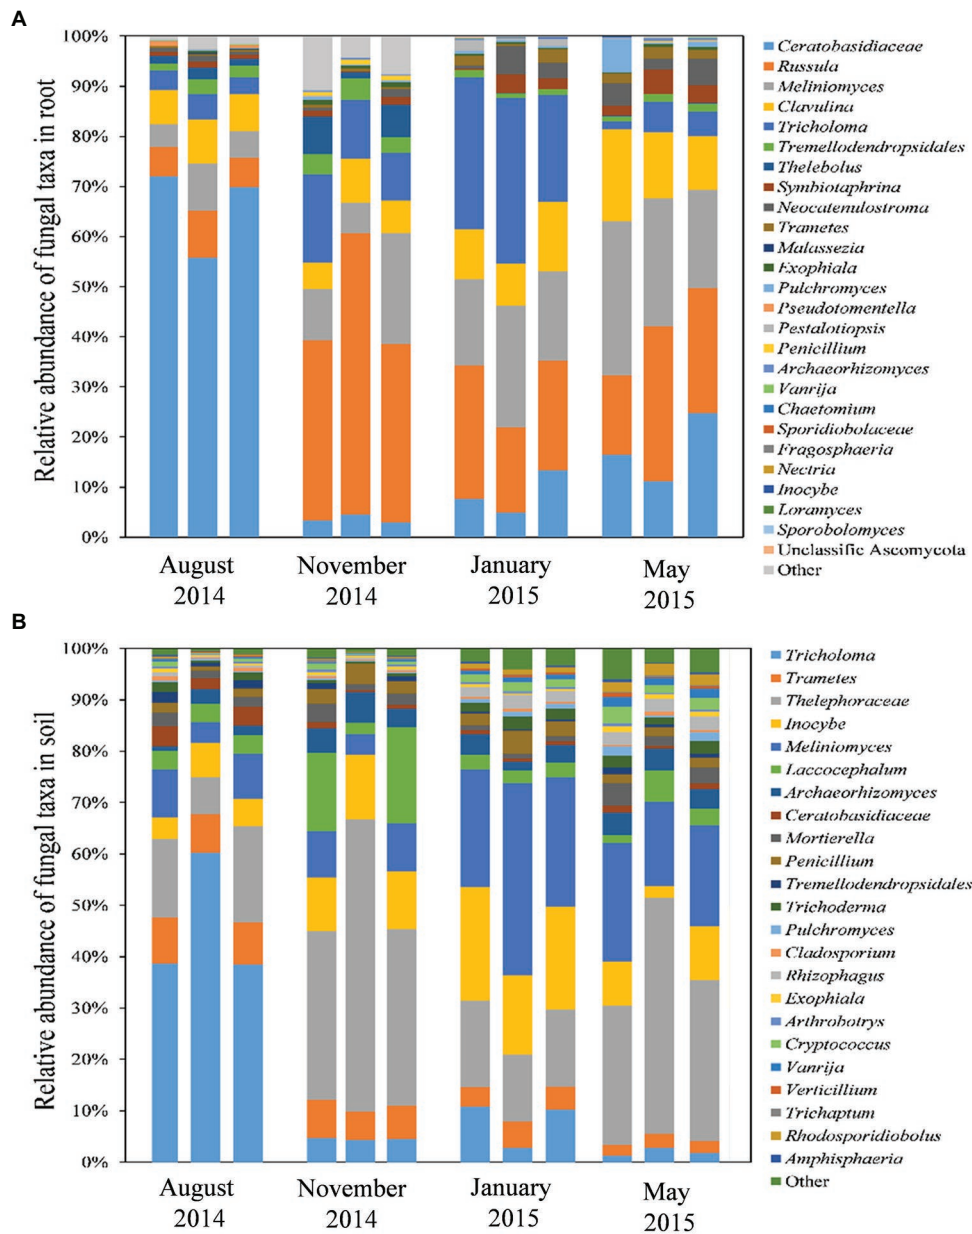 A
Relative abundance of fungal taxa in root
100%
90%
80%
70%
60%
50%
40%
30%
20%
10%
0%
August
2014
November
2014
January
2015
May
2015
Ceratobasidiaceae
Russula
Meliniomyces
Clavulina
Tricholoma
Tremellodendropsidales
Thelebolus
Symbiotaphrina
Neocatenulostroma
Trametes
Malassezia
Exophiala
Pulchromyces
Pseudotomentella
Pestalotiopsis
Penicillium
Archaeorhizomyces
Vanrija
Chaetomium
Sporidiobolaceae
Fragosphaeria
Nectria
Inocybe
Loramyces
Sporobolomyces
Unclassific Ascomycota
Other
B
Relative abundance of fungal taxa in soil
100%
90%
80%
70%
60%
50%
40%
30%
20%
10%
0%
August
2014
November
2014
January
2015
May
2015
Tricholoma
Trametes
Thelephoraceae
Inocybe
Meliniomyces
Laccocephalum
Archaeorhizomyces
Ceratobasidiaceae
Mortierella
Penicillium
Tremellodendropsidales
Trichoderma
Pulchromyces
Cladosporium
Rhizophagus
Exophiala
Arthrobotrys
Cryptococcus
Vanrija
Verticillium
Trichaptum
Rhodosporidiobolus
Amphisphaeria
Other